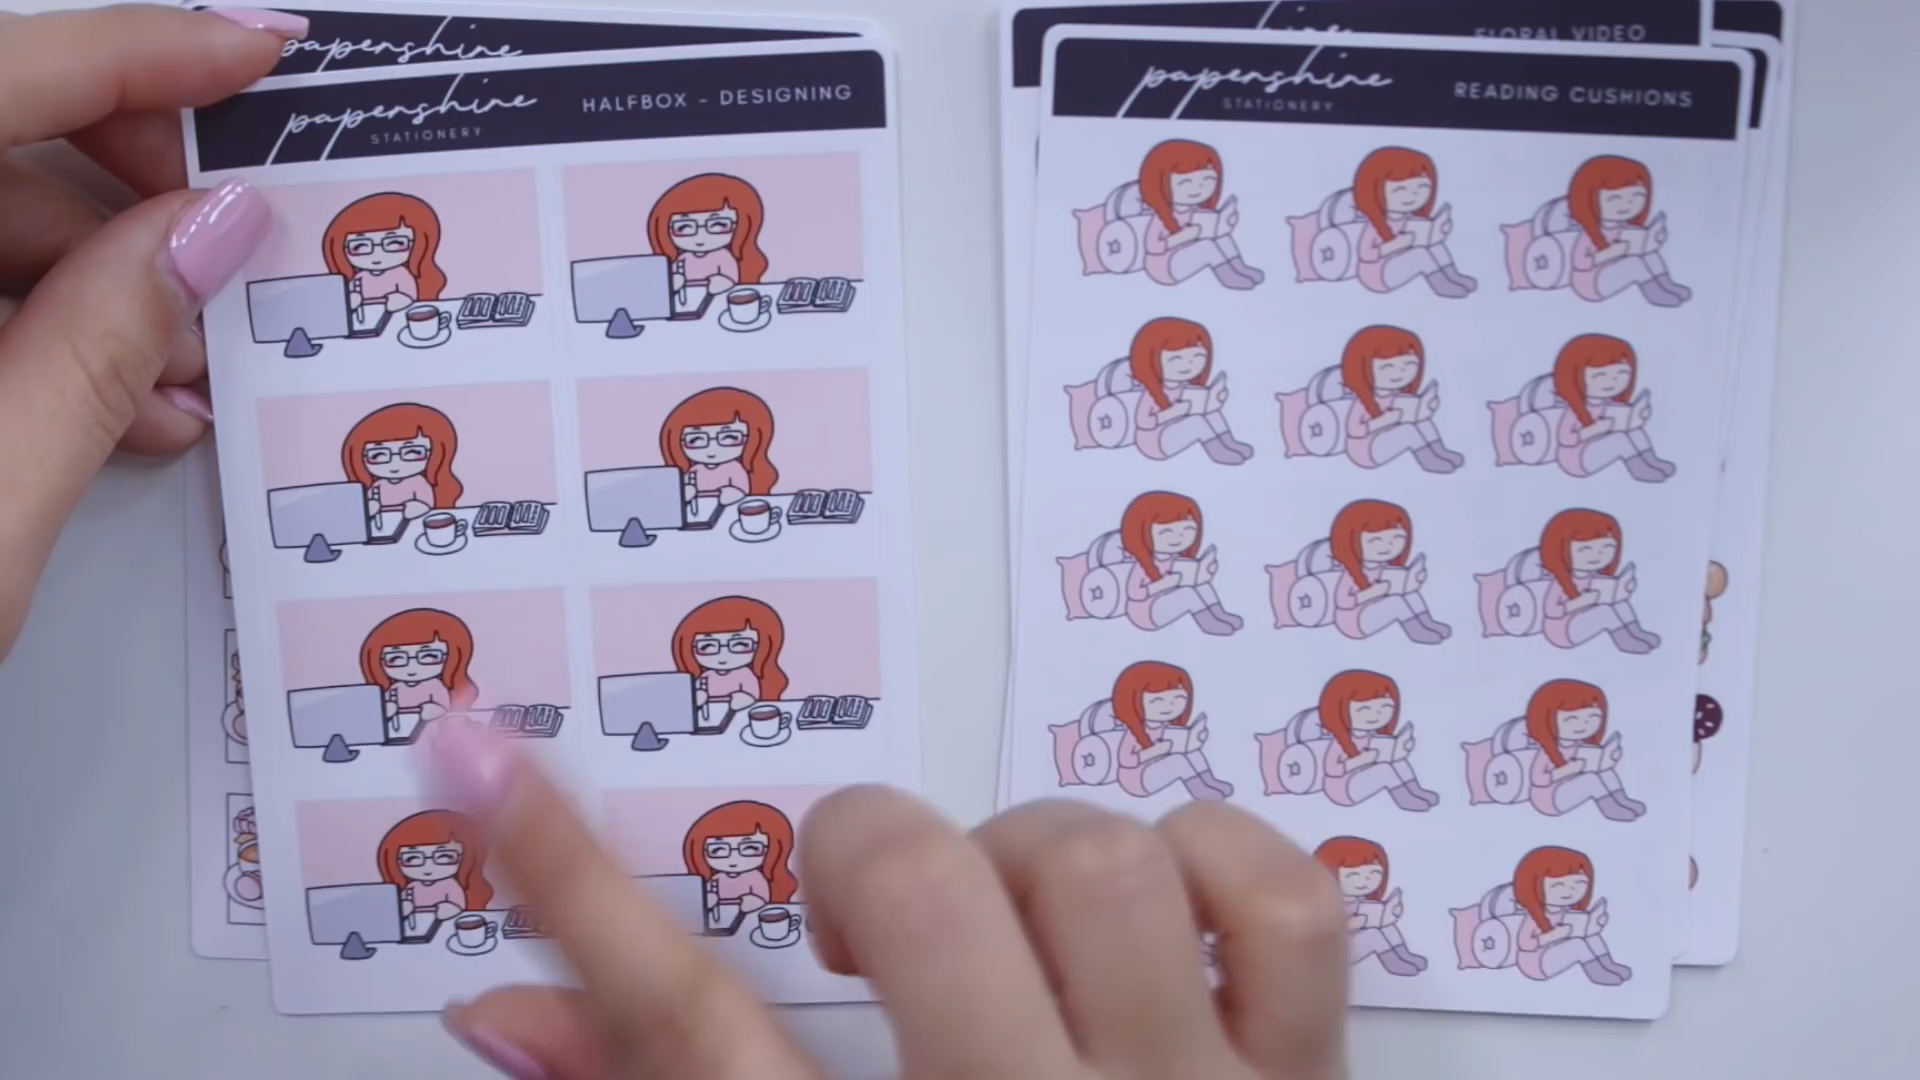 papershine
papershine
STATIONERY
HALFBOX - DESIGNING
FLORAL VIDEO
papershine
STATIONERY
READING CUSHIONS